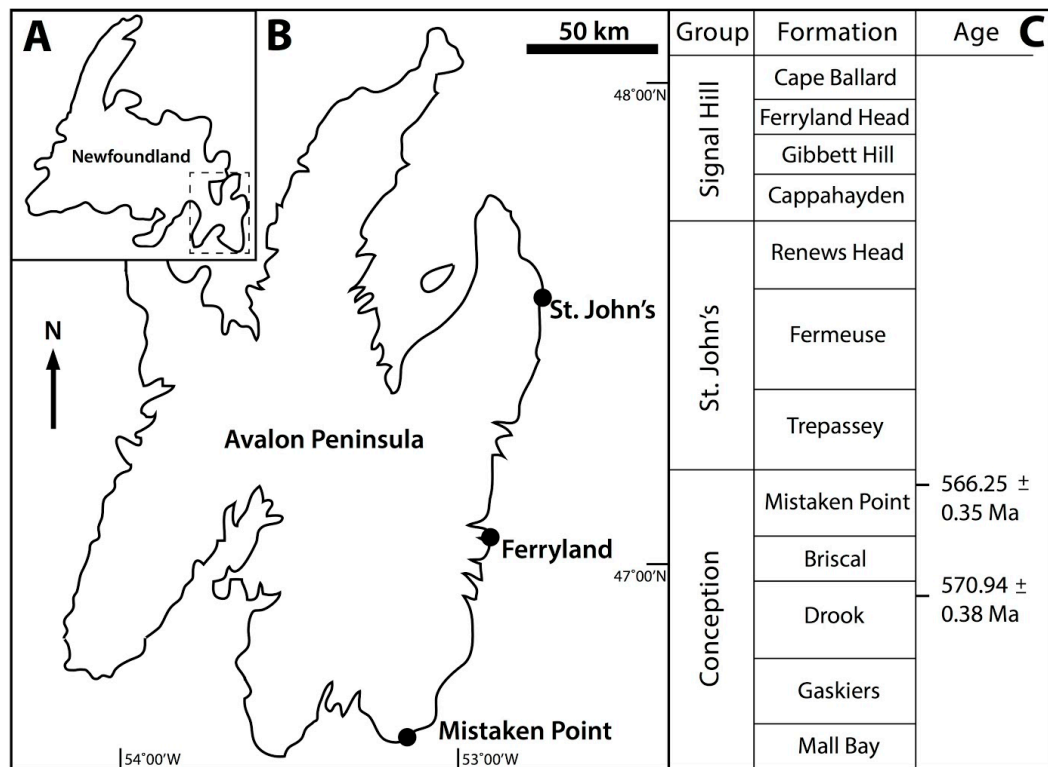 A
Newfoundland
B
50 km
48°00'N
St. John's
N
Avalon Peninsula
Ferryland
47°00'N
Mistaken Point
54°00'W
53°00'W
C
Group
Formation
Age
Signal Hill
Cape Ballard
Ferryland Head
Gibbett Hill
Cappahayden
St. John's
Renews Head
Fermeuse
Trepassey
Conception
Mistaken Point
566.25 ±
0.35 Ma
Briscal
Drook
570.94 ±
0.38 Ma
Gaskiers
Mall Bay